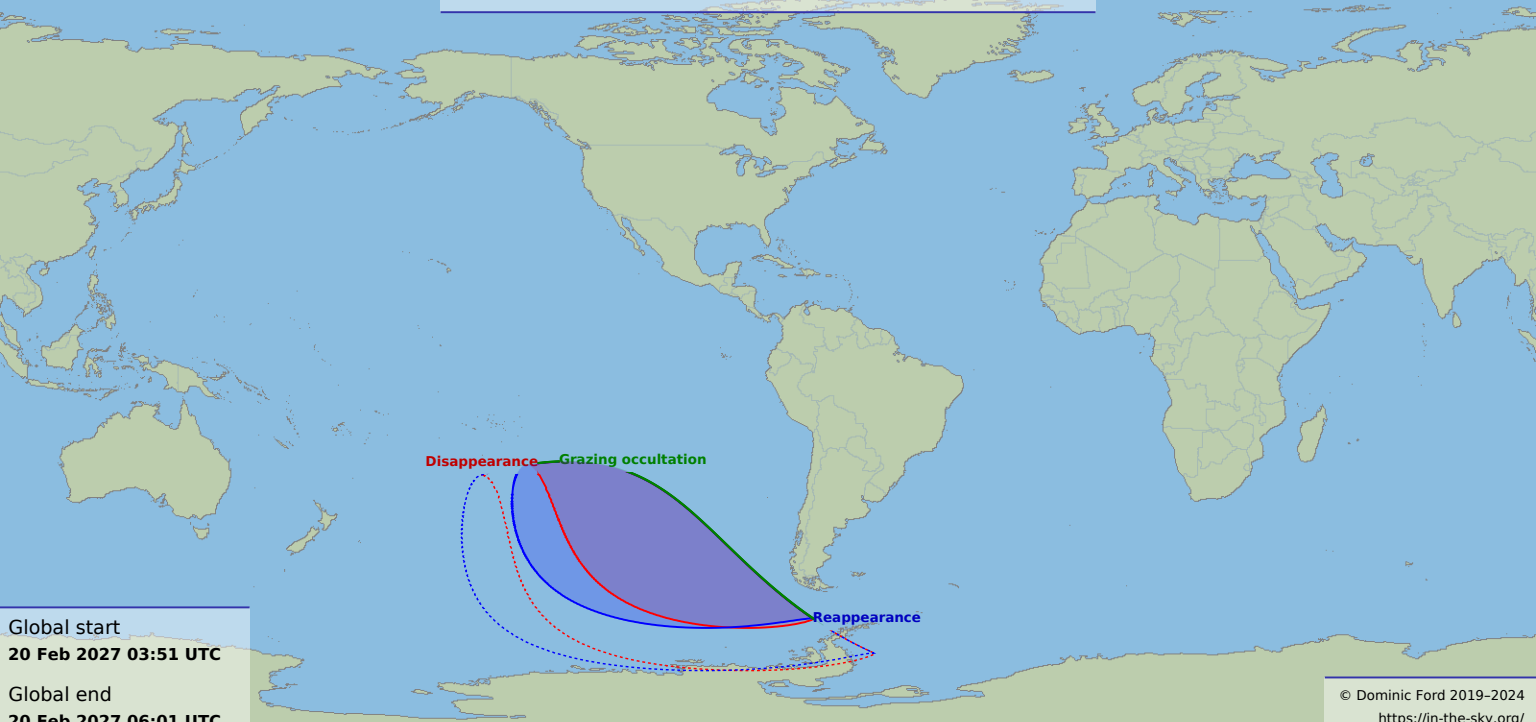 Disappearance
Grazing occultation
Reappearance
Global start
20 Feb 2027 03:51 UTC
Global end
20 Feb 2027 06:01 UTC
© Dominic Ford 2019–2024
https://in-the-sky.org/